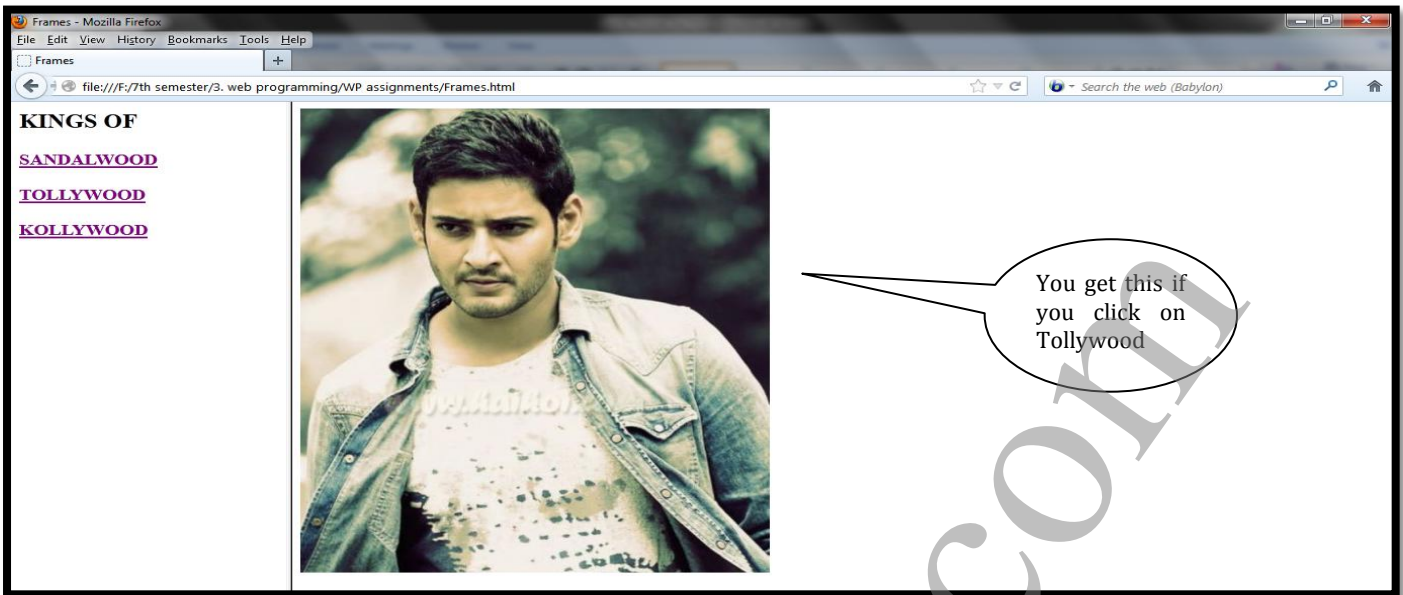 Frames - Mozilla Firefox
File Edit View History Bookmarks Tools Help
Frames
file:///F:/7th semester/3. web programming/WP assignments/Frames.html
Search the web (Babylon)
KINGS OF
SANDALWOOD
TOLLYWOOD
KOLLYWOOD
You get this if
you click on
Tollywood
com